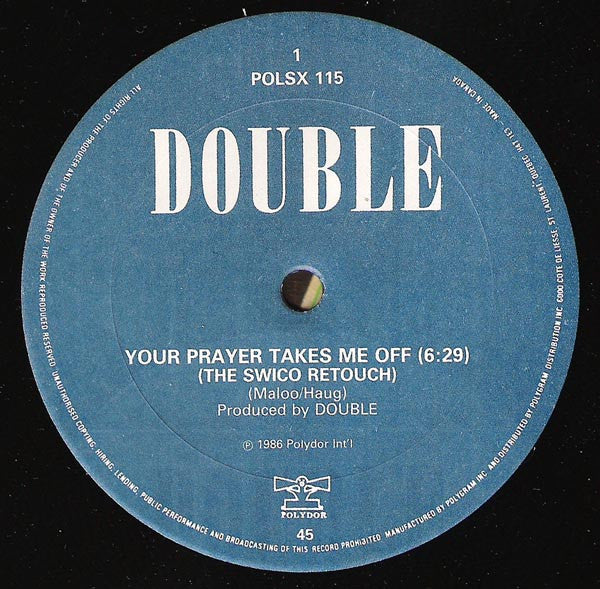 1
POLSX 115
DOUBLE
YOUR PRAYER TAKES ME OFF (6:29)
(THE SWICO RETOUCH)
(Maloo/Haug)
Produced by DOUBLE
℗ 1986 Polydor Int'l
POLYDOR
45
ALL RIGHTS OF THE PRODUCER AND OF THE OWNER OF THE WORK REPRODUCED RESERVED. UNAUTHORISED COPYING, HIRING, LENDING, PUBLIC PERFORMANCE AND BROADCASTING OF THIS RECORD PROHIBITED. MANUFACTURED BY POLYGRAM INC. AND DISTRIBUTED BY POLYGRAM DISTRIBUTION INC. 6000 COTE DE LIESSE, ST. LAURENT, QUEBEC H4T 1E3 – MADE IN CANADA